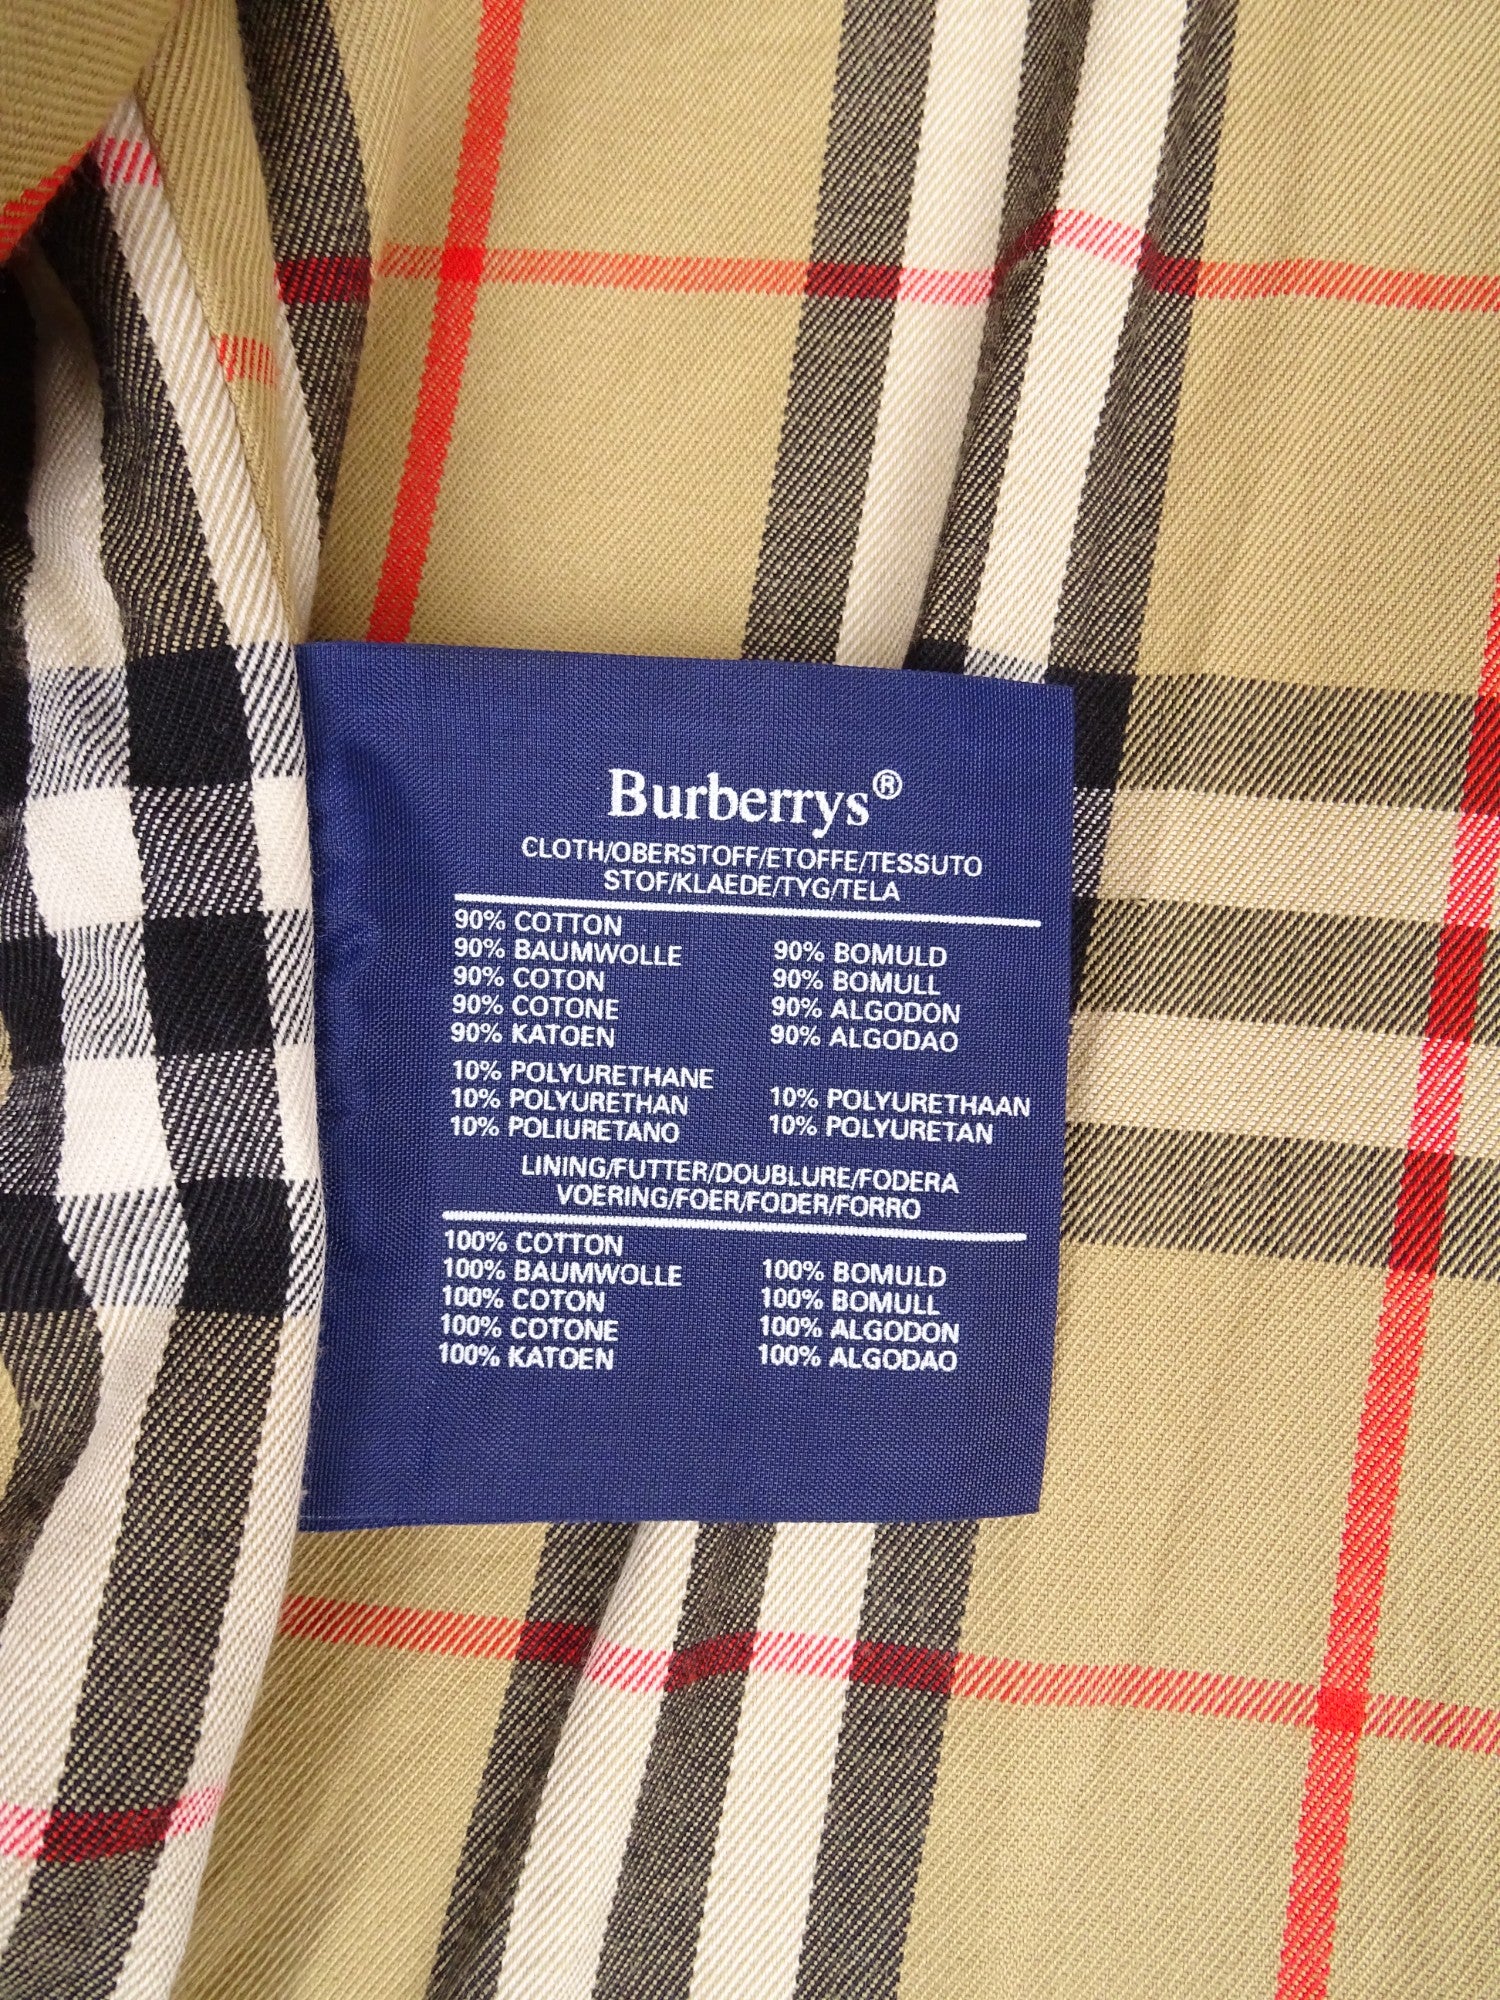 Burberrys®
CLOTH/OBERSTOFF/ETOFFE/TESSUTO
STOF/KLAEDE/TYG/TELA
90% COTTON
90% BAUMWOLLE 90% BOMULD
90% COTON 90% BOMULL
90% COTONE 90% ALGODON
90% KATOEN 90% ALGODAO
10% POLYURETHANE
10% POLYURETHAN 10% POLYURETHAAN
10% POLIURETANO 10% POLYURETAN
LINING/FUTTER/DOUBLURE/FODERA
VOERING/FOER/FODER/FORRO
100% COTTON
100% BAUMWOLLE 100% BOMULD
100% COTON 100% BOMULL
100% COTONE 100% ALGODON
100% KATOEN 100% ALGODAO